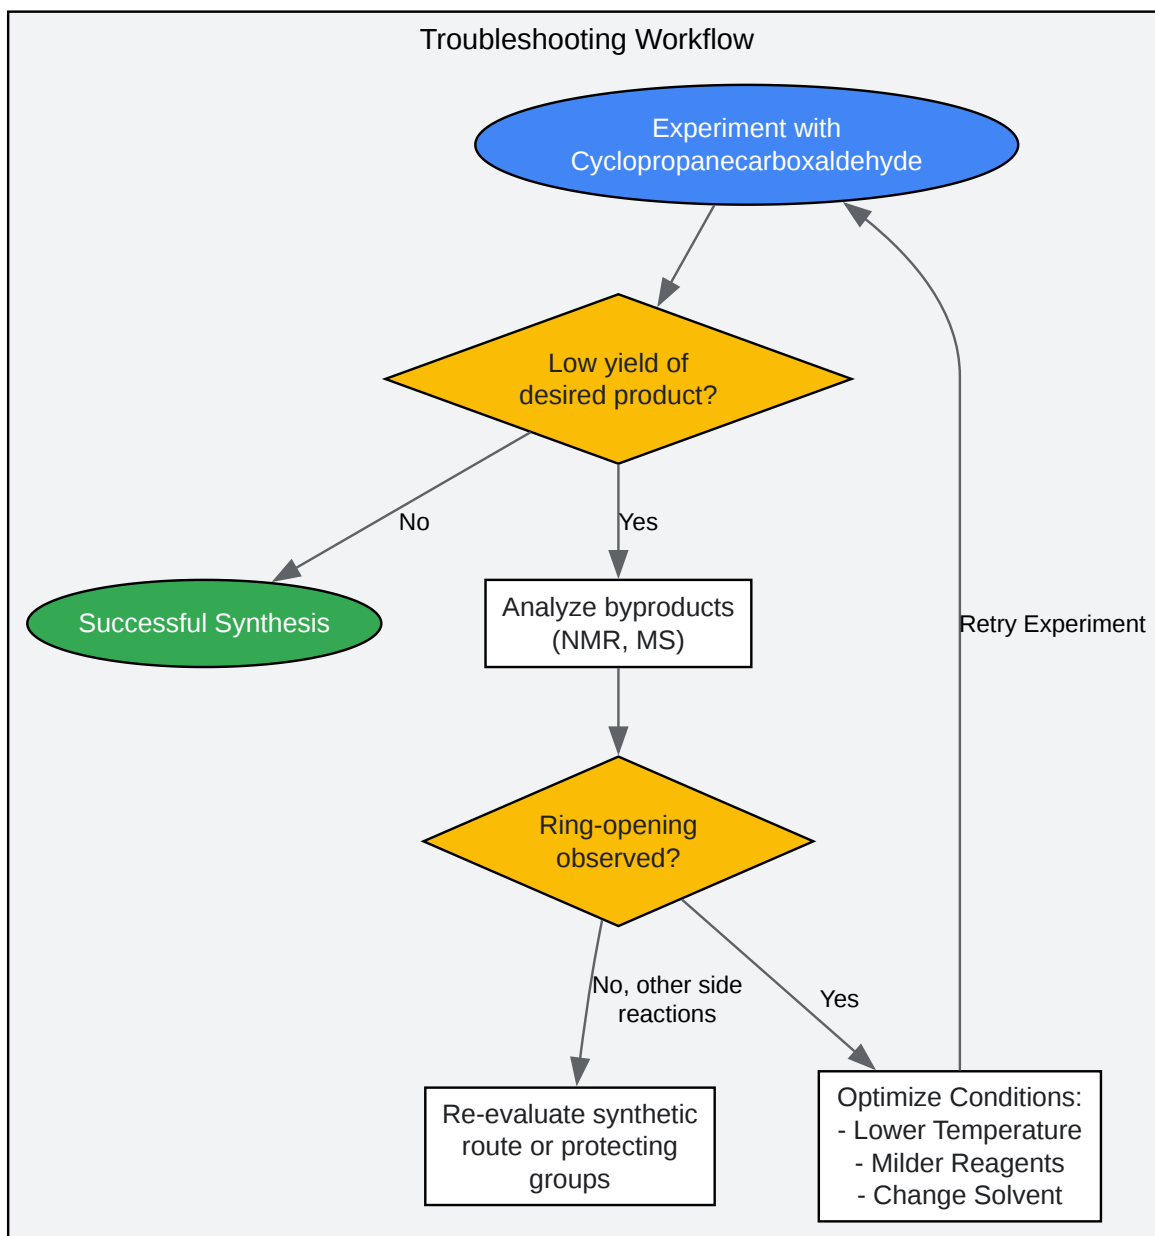 Troubleshooting Workflow
Experiment with
Cyclopropanecarboxaldehyde
Low yield of
desired product?
No
Yes
Successful Synthesis
Analyze byproducts
(NMR, MS)
Retry Experiment
Ring-opening
observed?
No, other side
reactions
Yes
Re-evaluate synthetic
route or protecting
groups
Optimize Conditions:
- Lower Temperature
- Milder Reagents
- Change Solvent